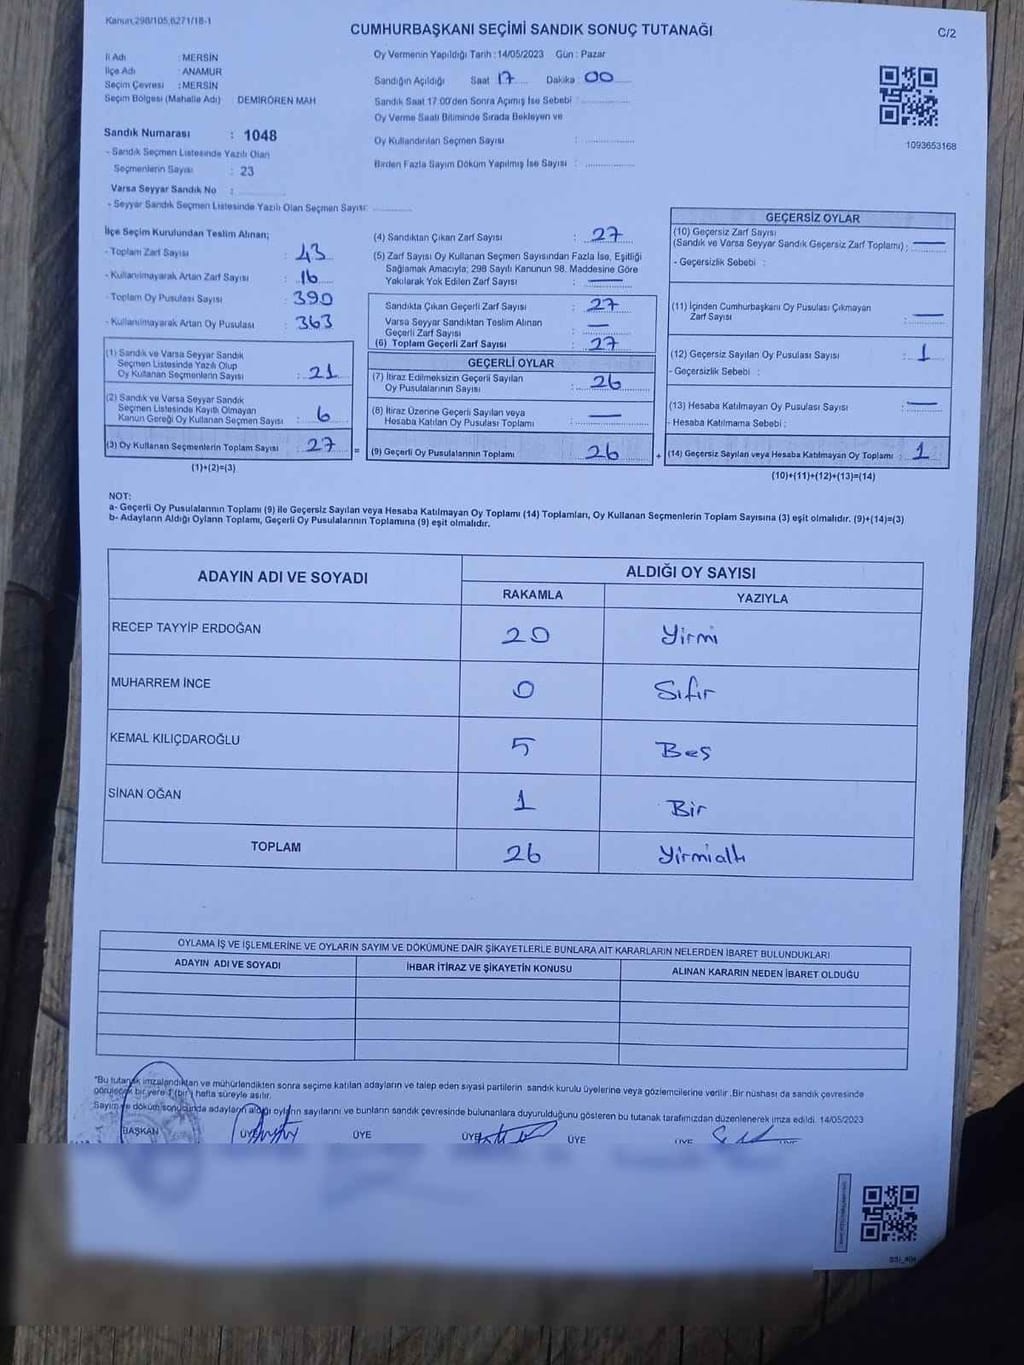 Kanun,298/105,6271/18-1
CUMHURBAŞKANI SEÇİMİ SANDIK SONUÇ TUTANAĞI
C/2
İl Adı : MERSİN
İlçe Adı : ANAMUR
Seçim Çevresi : MERSİN
Seçim Bölgesi (Mahalle Adı) DEMİRÖREN MAH
Oy Vermenin Yapıldığı Tarih : 14/05/2023 Gün : Pazar
Sandığın Açıldığı Saat 17 Dakika : 00
Sandık Saat 17:00'den Sonra Açımış İse Sebebi :
Oy Verme Saati Bitiminde Sırada Bekleyen ve
Oy Kullandırılan Seçmen Sayısı :
Birden Fazla Sayım Döküm Yapılmış İse Sayısı :
1093653168
Sandık Numarası : 1048
- Sandık Seçmen Listesinde Yazılı Olan
Seçmenlerin Sayısı : 23
Varsa Seyyar Sandık No :
- Seyyar Sandık Seçmen Listesinde Yazılı Olan Seçmen Sayısı:
İlçe Seçim Kurulundan Teslim Alınan;
- Toplam Zarf Sayısı : 43
- Kullanılmayarak Artan Zarf Sayısı : 16
- Toplam Oy Pusulası Sayısı : 390
- Kullanılmayarak Artan Oy Pusulası : 363
(1) Sandık ve Varsa Seyyar Sandık
Seçmen Listesinde Yazılı Olup
Oy Kullanan Seçmenlerin Sayısı : 21
(2) Sandık ve Varsa Seyyar Sandık
Seçmen Listesinde Kayıtlı Olmayan
Kanun Gereği Oy Kullanan Seçmen Sayısı : 6
(3) Oy Kullanan Seçmenlerin Toplam Sayısı : 27 =
(1)+(2)=(3)
(4) Sandıktan Çıkan Zarf Sayısı : 27
(5) Zarf Sayısı Oy Kullanan Seçmen Sayısından Fazla İse, Eşitliği
Sağlamak Amacıyla; 298 Sayılı Kanunun 98. Maddesine Göre
Yakılarak Yok Edilen Zarf Sayısı : —
Sandıkta Çıkan Geçerli Zarf Sayısı : 27
Varsa Seyyar Sandıktan Teslim Alınan
Geçerli Zarf Sayısı : —
(6) Toplam Geçerli Zarf Sayısı : 27
GEÇERLİ OYLAR
(7) İtiraz Edilmeksizin Geçerli Sayılan
Oy Pusulalarının Sayısı : 26
(8) İtiraz Üzerine Geçerli Sayılan veya
Hesaba Katılan Oy Pusulası Toplamı : —
(9) Geçerli Oy Pusulalarının Toplamı : 26 +
GEÇERSİZ OYLAR
(10) Geçersiz Zarf Sayısı
(Sandık ve Varsa Seyyar Sandık Geçersiz Zarf Toplamı) : —
- Geçersizlik Sebebi :
(11) İçinden Cumhurbaşkanı Oy Pusulası Çıkmayan
Zarf Sayısı : —
(12) Geçersiz Sayılan Oy Pusulası Sayısı : 1
- Geçersizlik Sebebi :
(13) Hesaba Katılmayan Oy Pusulası Sayısı : —
- Hesaba Katılmama Sebebi :
(14) Geçersiz Sayılan veya Hesaba Katılmayan Oy Toplamı : 1
(10)+(11)+(12)+(13)=(14)
NOT:
a- Geçerli Oy Pusulalarının Toplamı (9) ile Geçersiz Sayılan veya Hesaba Katılmayan Oy Toplamı (14) Toplamları, Oy Kullanan Seçmenlerin Toplam Sayısına (3) eşit olmalıdır. (9)+(14)=(3)
b- Adayların Aldığı Oyların Toplamı, Geçerli Oy Pusulalarının Toplamına (9) eşit olmalıdır.
ADAYIN ADI VE SOYADI
ALDIĞI OY SAYISI
RAKAMLA YAZIYLA
RECEP TAYYİP ERDOĞAN 20 Yirmi
MUHARREM İNCE 0 Sıfır
KEMAL KILIÇDAROĞLU 5 Beş
SİNAN OĞAN 1 Bir
TOPLAM 26 Yirmialtı
OYLAMA İŞ VE İŞLEMLERİNE VE OYLARIN SAYIM VE DÖKÜMÜNE DAİR ŞİKAYETLERLE BUNLARA AİT KARARLARIN NELERDEN İBARET BULUNDUKLARI
ADAYIN ADI VE SOYADI İHBAR İTİRAZ VE ŞİKAYETİN KONUSU ALINAN KARARIN NEDEN İBARET OLDUĞU
"Bu tutanak imzalandıktan ve mühürlendikten sonra seçime katılan adayların ve talep eden siyasi partilerin sandık kurulu üyelerine veya gözlemcilerine verilir. Bir nüshası da sandık çevresinde
görülecek bir yere 1 (bir) hafta süreyle asılır.
Sayım ve döküm sonucunda adayların aldığı oyların sayılarını ve bunların sandık çevresinde bulunanlara duyurulduğunu gösteren bu tutanak tarafımızdan düzenlenerek imza edildi. 14/05/2023
BAŞKAN ÜYE ÜYE ÜYE ÜYE ÜYE